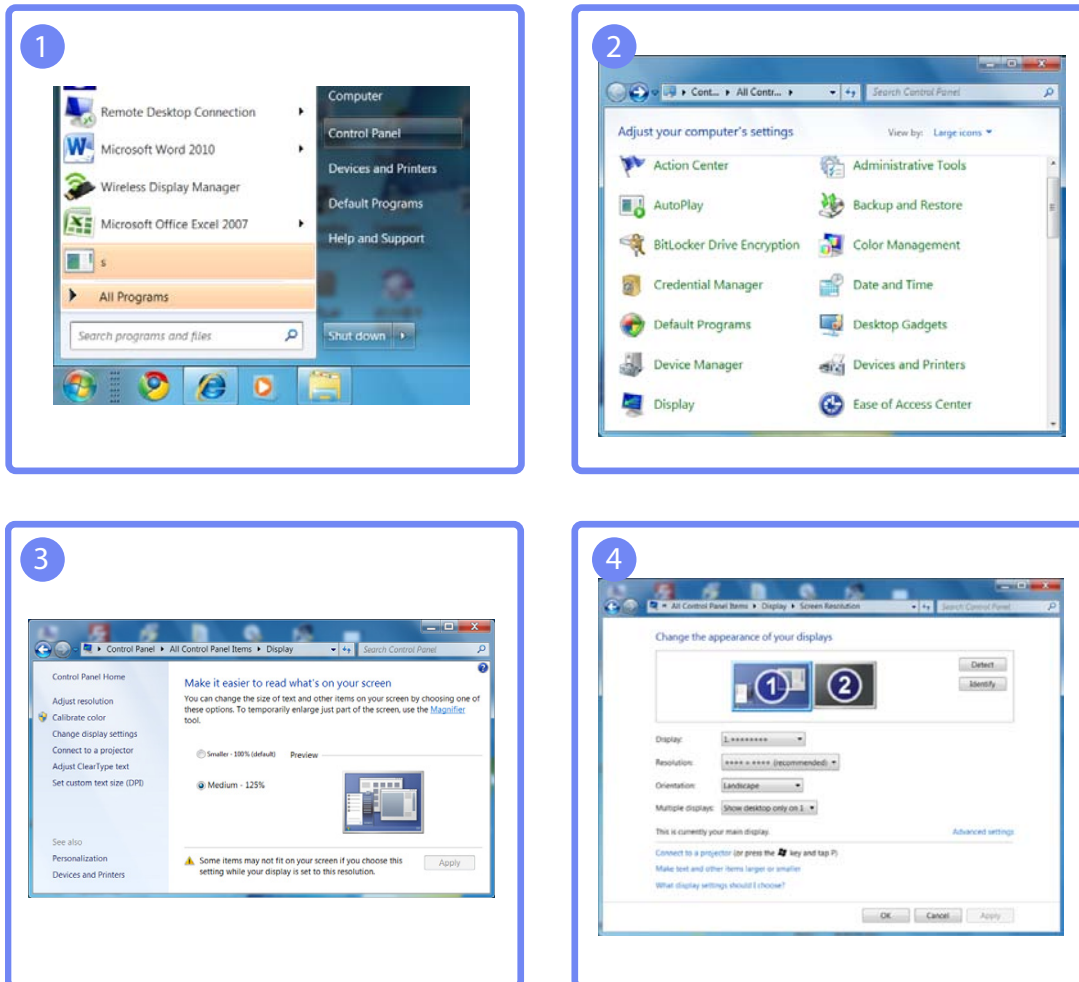 1
Remote Desktop Connection
Microsoft Word 2010
Wireless Display Manager
Microsoft Office Excel 2007
s
All Programs
Search programs and files
Computer
Control Panel
Devices and Printers
Default Programs
Help and Support
Shut down
2
Cont... All Contr...
Search Control Panel
Adjust your computer's settings
View by: Large icons
Action Center
Administrative Tools
AutoPlay
Backup and Restore
BitLocker Drive Encryption
Color Management
Credential Manager
Date and Time
Default Programs
Desktop Gadgets
Device Manager
Devices and Printers
Display
Ease of Access Center
3
Control Panel All Control Panel Items Display
Search Control Panel
Control Panel Home
Adjust resolution
Calibrate color
Change display settings
Connect to a projector
Adjust ClearType text
Set custom text size (DPI)
See also
Personalization
Devices and Printers
Make it easier to read what's on your screen
You can change the size of text and other items on your screen by choosing one of
these options. To temporarily enlarge just part of the screen, use the Magnifier
tool.
Smaller - 100% (default)
Preview
Medium - 125%
Some items may not fit on your screen if you choose this
setting while your display is set to this resolution.
Apply
4
All Control Panel Items Display Screen Resolution
Search Control Panel
Change the appearance of your displays
1
2
Detect
Identify
Display: 1. ********
Resolution: **** × **** (recommended)
Orientation: Landscape
Multiple displays: Show desktop only on 1
This is currently your main display.
Advanced settings
Connect to a projector (or press the key and tap P)
Make text and other items larger or smaller
What display settings should I choose?
OK
Cancel
Apply